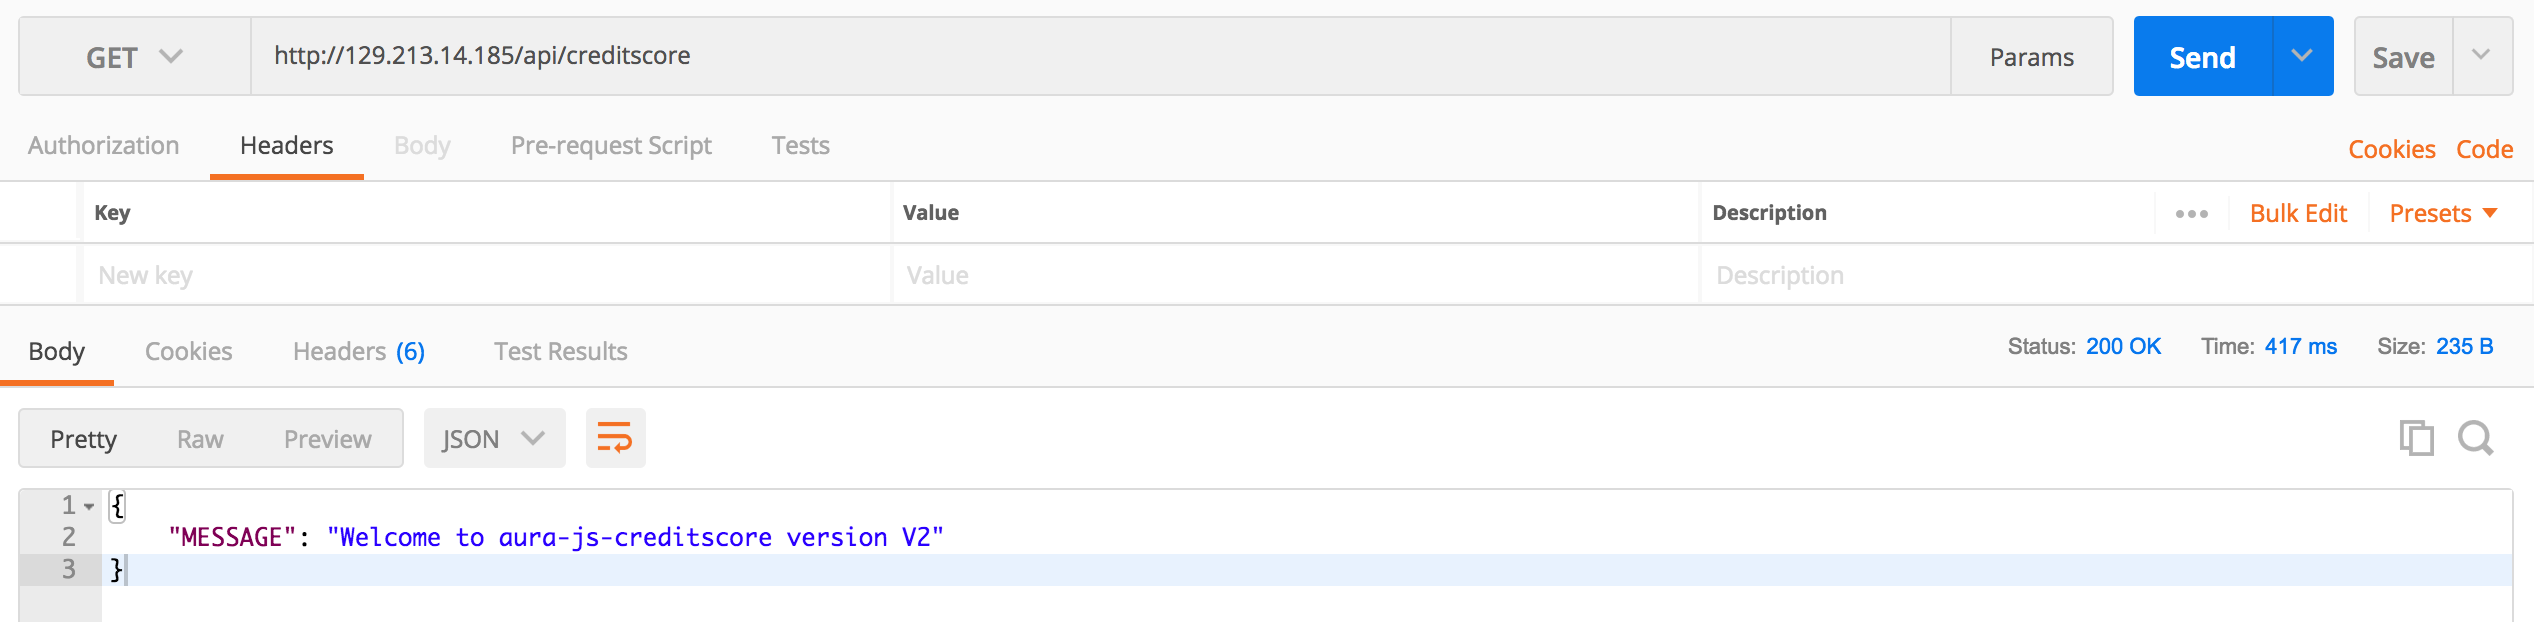 GET http://129.213.14.185/api/creditscore Params Send Save
Authorization Headers Body Pre-request Script Tests Cookies Code
Key Value Description Bulk Edit Presets
New key Value Description
Body Cookies Headers (6) Test Results Status: 200 OK Time: 417 ms Size: 235 B
Pretty Raw Preview JSON
1 {
2 "MESSAGE": "Welcome to aura-js-creditscore version V2"
3 }